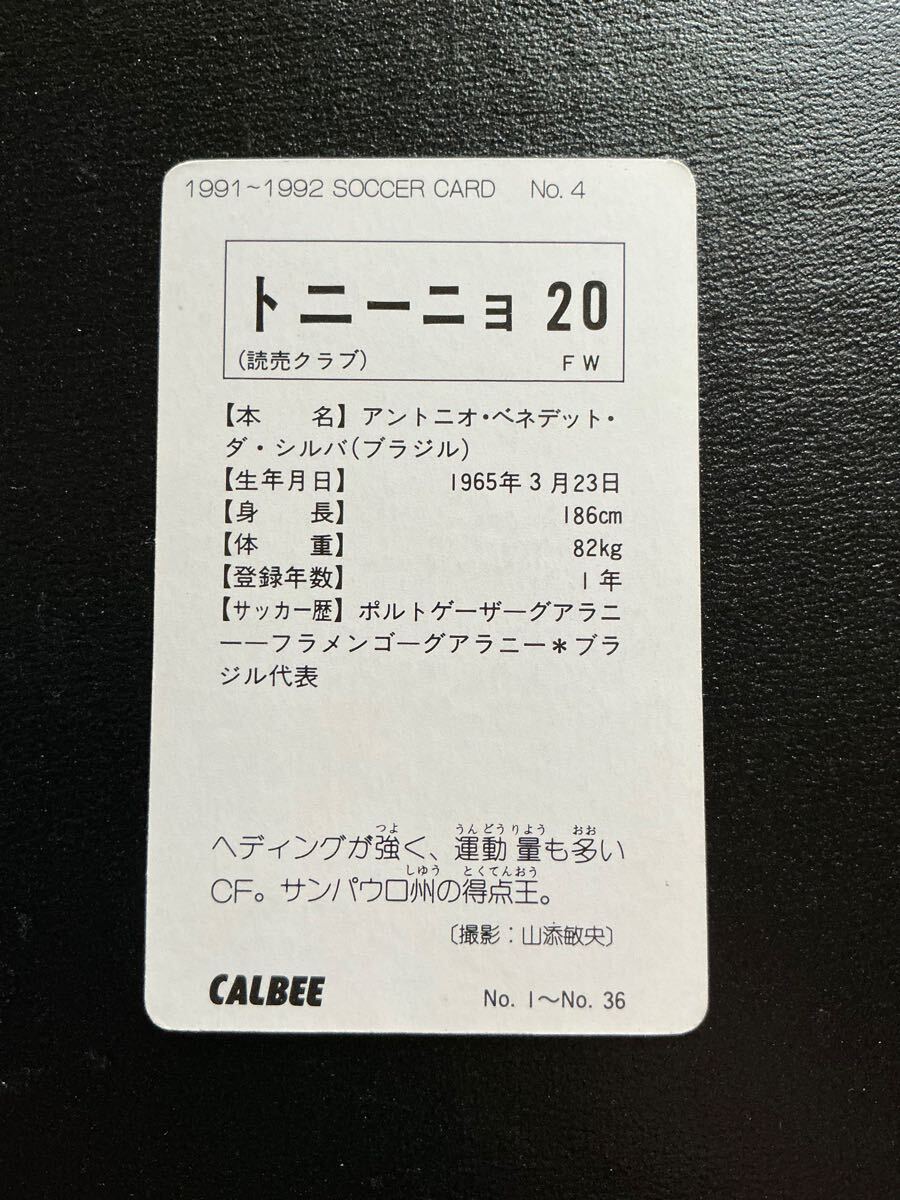 1991~1992 SOCCER CARD No. 4
トニーニョ 20
(読売クラブ) FW
【本　名】アントニオ・ベネデット・
ダ・シルバ(ブラジル)
【生年月日】 1965年3月23日
【身　長】 186cm
【体　重】 82kg
【登録年数】 1年
【サッカー歴】ポルトゲーザーグアラニ
ーーフラメンゴーグアラニー*ブラ
ジル代表
つよ うんどうりょう おお
ヘディングが強く、運動量も多い
しゅう とくてんおう
CF。サンパウロ州の得点王。
〔撮影：山添敏央〕
CALBEE No. 1～No. 36